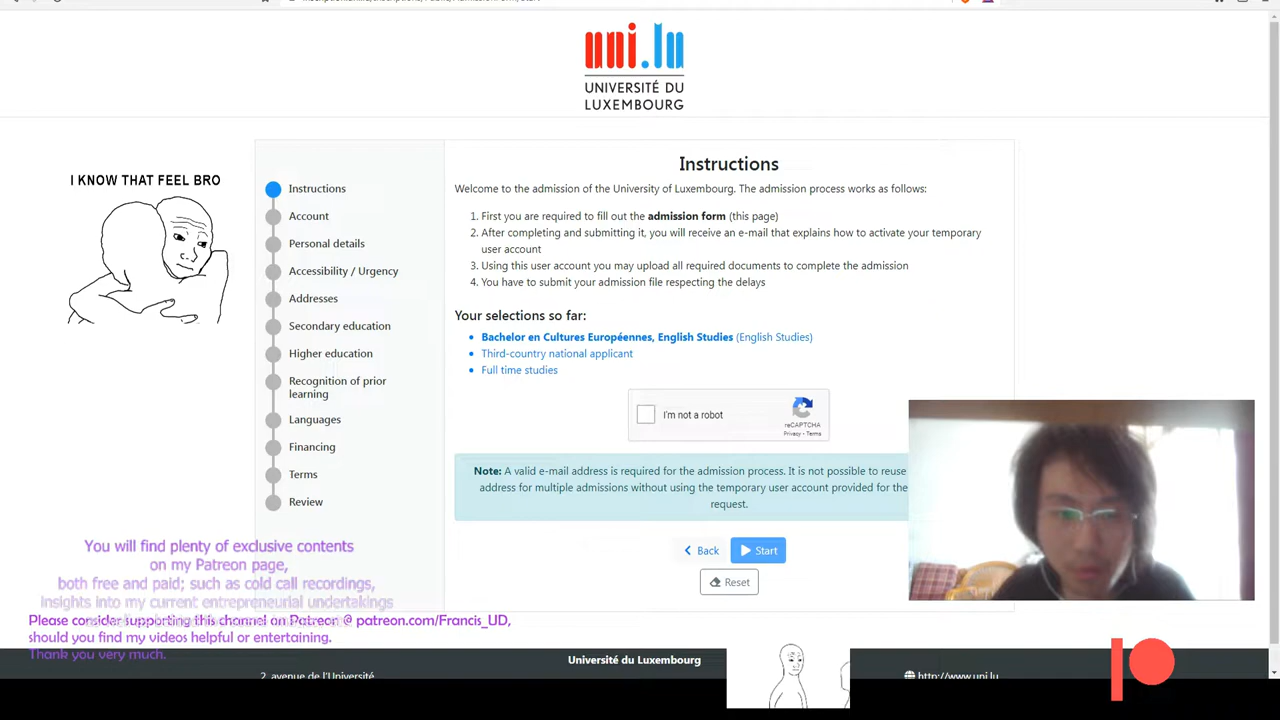 uni.lu
UNIVERSITÉ DU
LUXEMBOURG
I KNOW THAT FEEL BRO
Instructions
Account
Personal details
Accessibility / Urgency
Addresses
Secondary education
Higher education
Recognition of prior
learning
Languages
Financing
Terms
Review
Instructions
Welcome to the admission of the University of Luxembourg. The admission process works as follows:
1. First you are required to fill out the admission form (this page)
2. After completing and submitting it, you will receive an e-mail that explains how to activate your temporary
user account
3. Using this user account you may upload all required documents to complete the admission
4. You have to submit your admission file respecting the delays
Your selections so far:
Bachelor en Cultures Européennes, English Studies (English Studies)
Third-country national applicant
Full time studies
I'm not a robot
reCAPTCHA
Privacy - Terms
Note: A valid e-mail address is required for the admission process. It is not possible to reuse
address for multiple admissions without using the temporary user account provided for the
request.
Back
Start
Reset
You will find plenty of exclusive contents
on my Patreon page,
both free and paid; such as cold call recordings,
insights into my current entrepreneurial undertakings
Please consider supporting this channel on Patreon @ patreon.com/Francis_UD,
should you find my videos helpful or entertaining.
Thank you very much.
Université du Luxembourg
2, avenue de l'Université
http://www.uni.lu